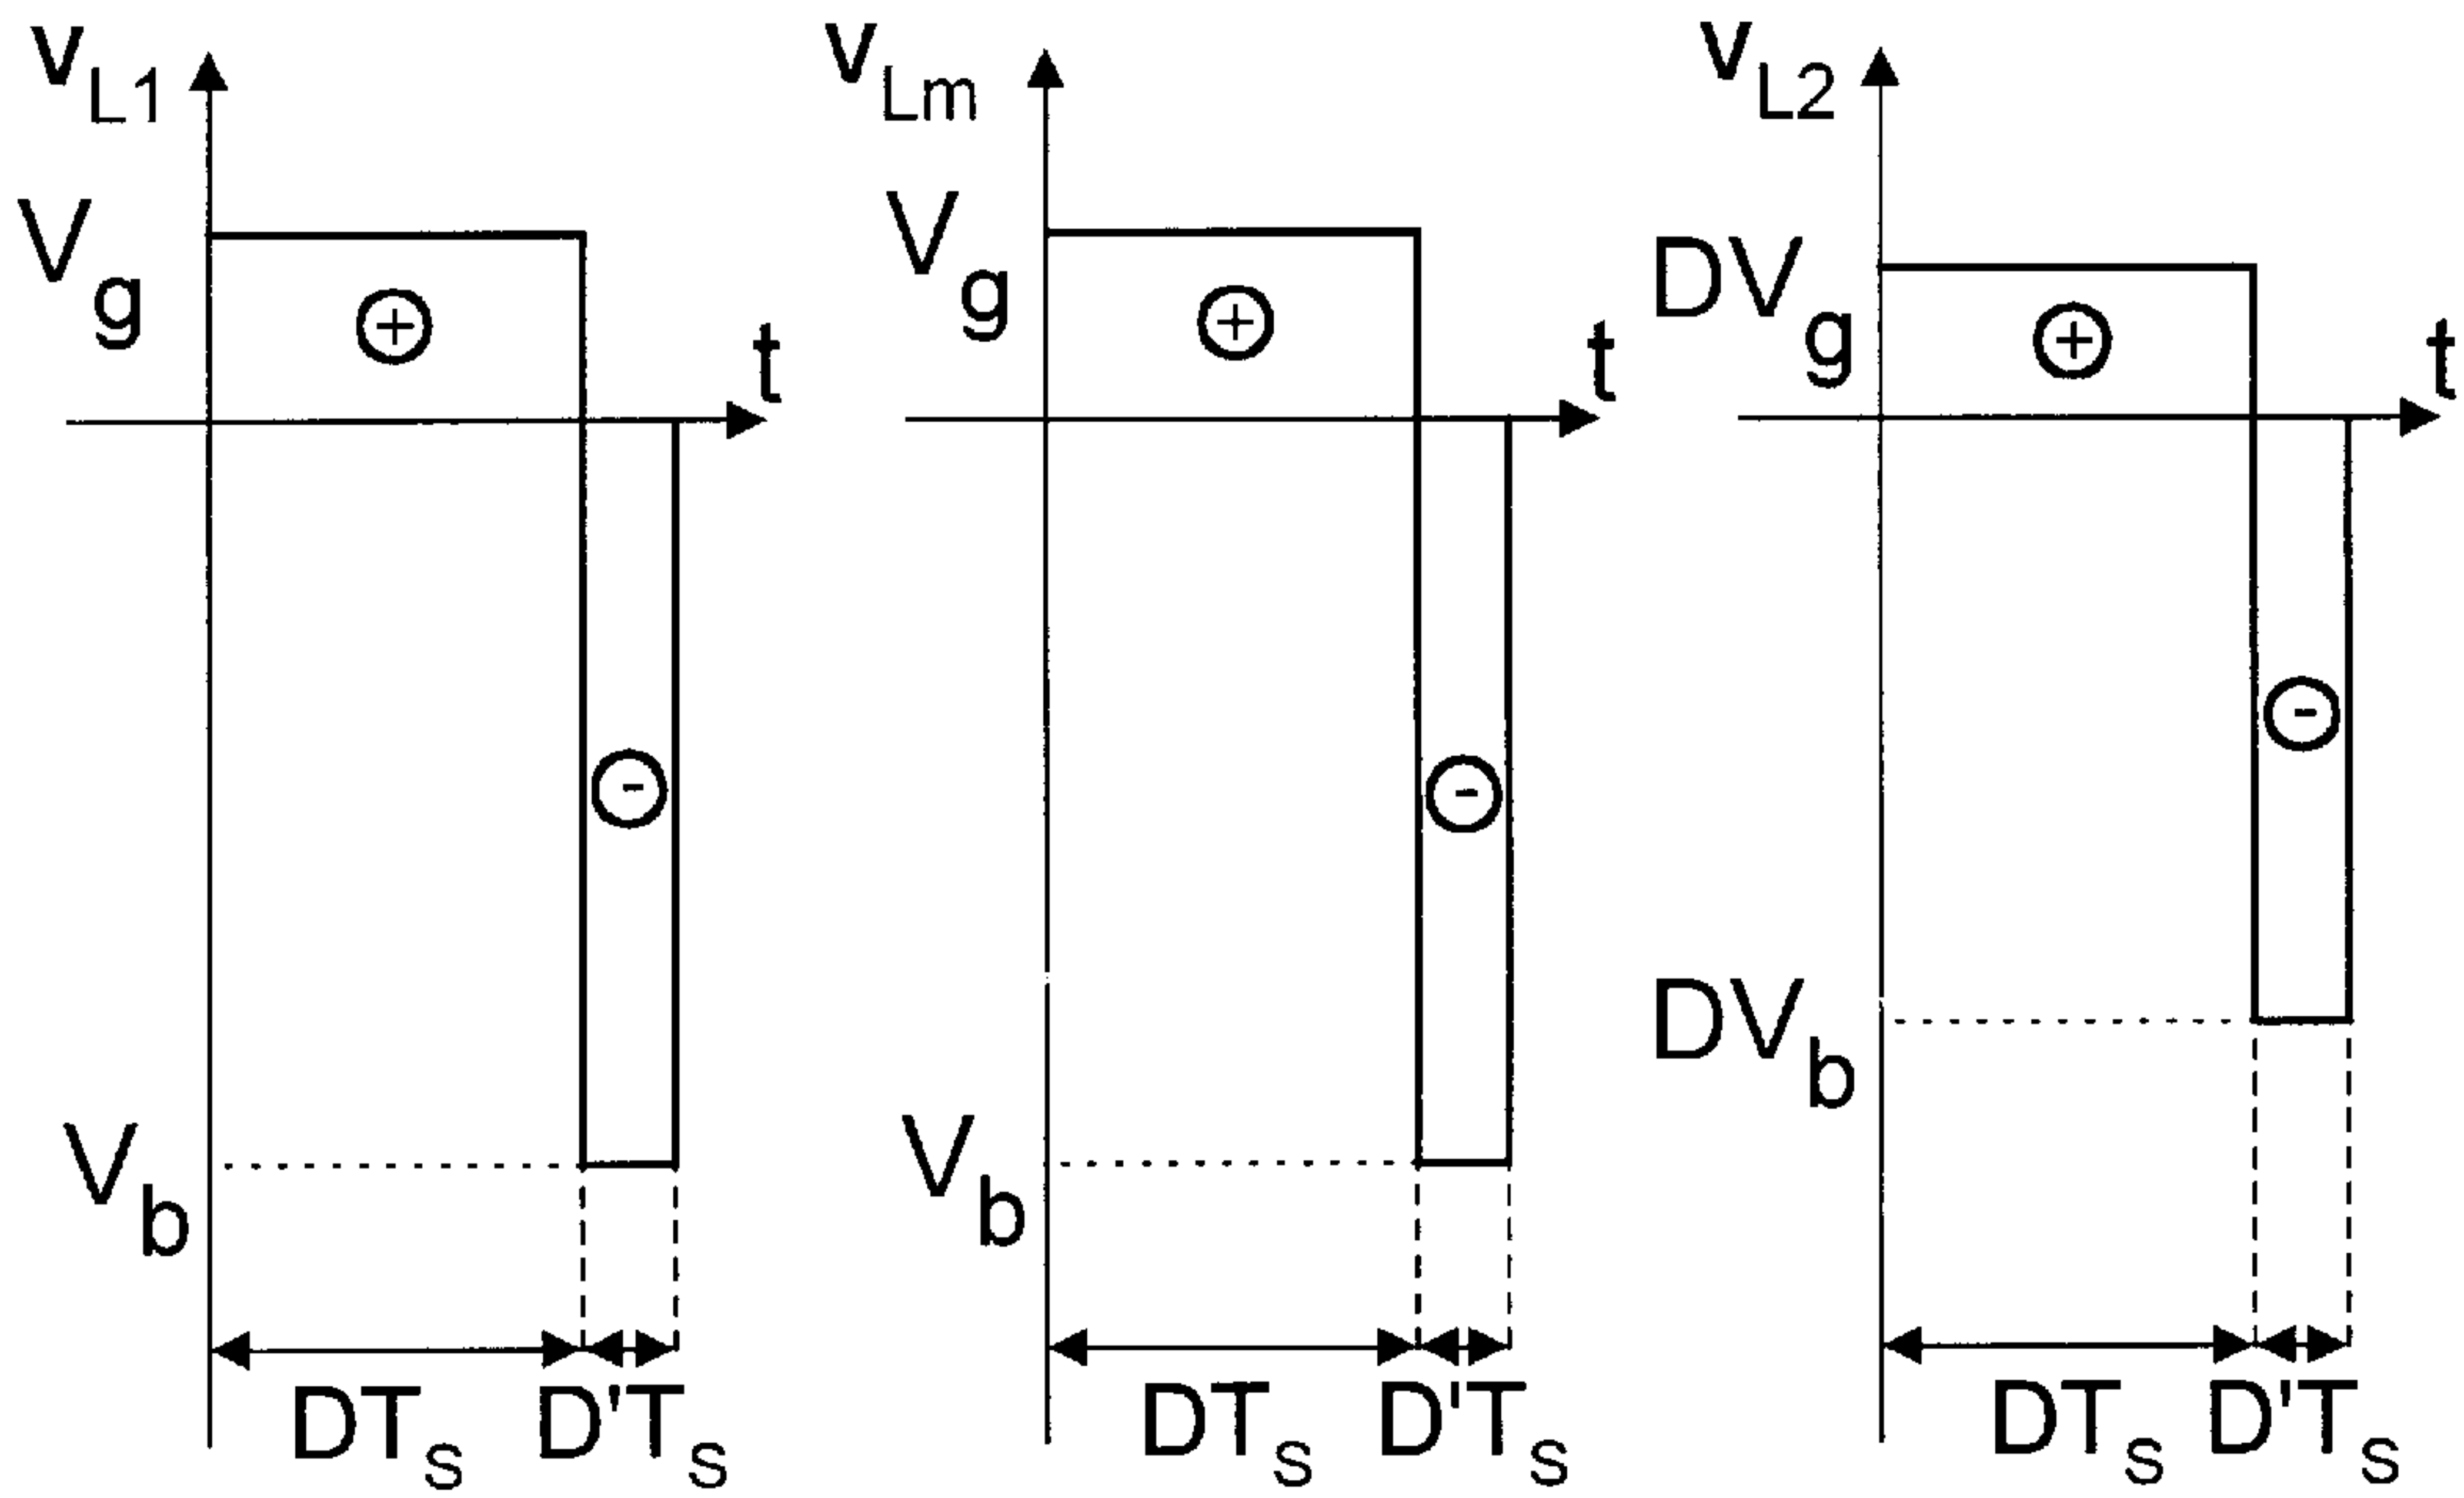 vL1
Vg
+
t
-
Vb
DTS
D'TS
vLm
Vg
+
t
-
Vb
DTS
D'TS
vL2
DVg
+
t
-
DVb
DTS
D'TS